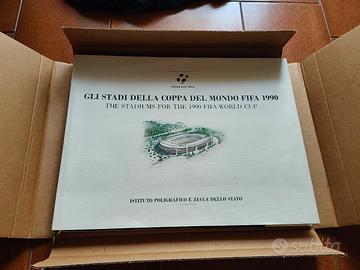 GLI STADI DELLA COPPA DEL MONDO FIFA 1990
THE STADIUMS FOR THE 1990 FIFA WORLD CUP
ISTITUTO POLIGRAFICO E ZECCA DELLO STATO
subito